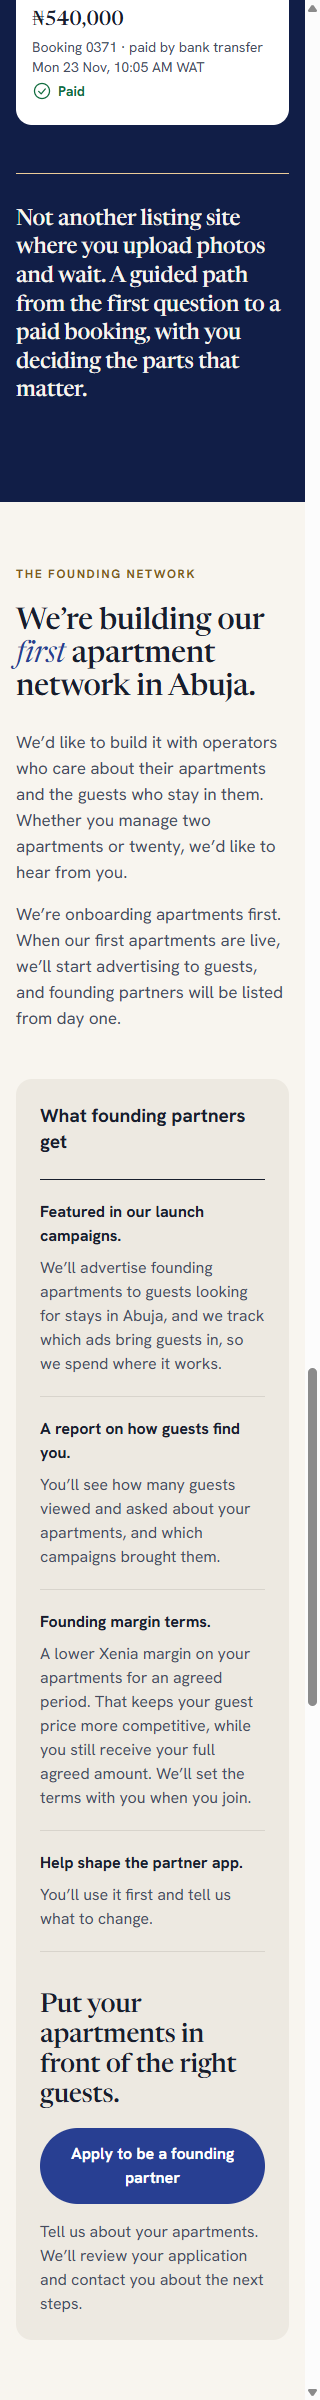 ₦540,000
Booking 0371 · paid by bank transfer
Mon 23 Nov, 10:05 AM WAT
Paid
Not another listing site
where you upload photos
and wait. A guided path
from the first question to a
paid booking, with you
deciding the parts that
matter.
THE FOUNDING NETWORK
We’re building our
first apartment
network in Abuja.
We’d like to build it with operators
who care about their apartments
and the guests who stay in them.
Whether you manage two
apartments or twenty, we’d like to
hear from you.
We’re onboarding apartments first.
When our first apartments are live,
we’ll start advertising to guests,
and founding partners will be listed
from day one.
What founding partners
get
Featured in our launch
campaigns.
We’ll advertise founding
apartments to guests looking
for stays in Abuja, and we track
which ads bring guests in, so
we spend where it works.
A report on how guests find
you.
You’ll see how many guests
viewed and asked about your
apartments, and which
campaigns brought them.
Founding margin terms.
A lower Xenia margin on your
apartments for an agreed
period. That keeps your guest
price more competitive, while
you still receive your full
agreed amount. We’ll set the
terms with you when you join.
Help shape the partner app.
You’ll use it first and tell us
what to change.
Put your
apartments in
front of the right
guests.
Apply to be a founding
partner
Tell us about your apartments.
We’ll review your application
and contact you about the next
steps.